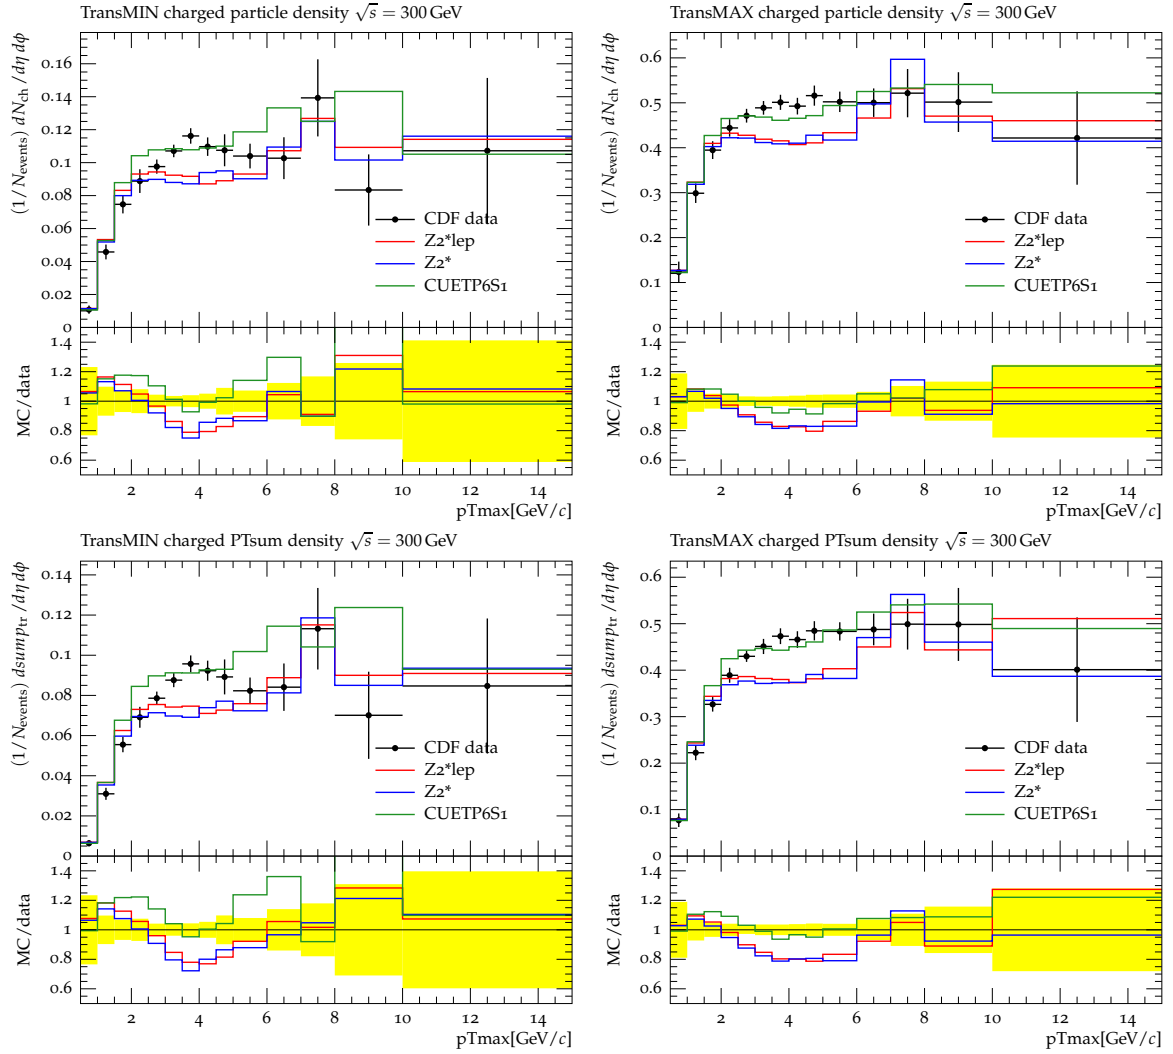 TransMIN charged particle density √s = 300 GeV
(1/N_events) dN_ch/dη dϕ
0.16
0.14
0.12
0.1
0.08
0.06
0.04
0.02
0
CDF data
Z2*lep
Z2*
CUETP6S1
MC/data
1.4
1.2
1
0.8
0.6
2 4 6 8 10 12 14
pTmax[GeV/c]
TransMAX charged particle density √s = 300 GeV
(1/N_events) dN_ch/dη dϕ
0.6
0.5
0.4
0.3
0.2
0.1
0
CDF data
Z2*lep
Z2*
CUETP6S1
MC/data
1.4
1.2
1
0.8
0.6
2 4 6 8 10 12 14
pTmax[GeV/c]
TransMIN charged PTsum density √s = 300 GeV
(1/N_events) dsump_tr/dη dϕ
0.14
0.12
0.1
0.08
0.06
0.04
0.02
0
CDF data
Z2*lep
Z2*
CUETP6S1
MC/data
1.4
1.2
1
0.8
0.6
2 4 6 8 10 12 14
pTmax[GeV/c]
TransMAX charged PTsum density √s = 300 GeV
(1/N_events) dsump_tr/dη dϕ
0.6
0.5
0.4
0.3
0.2
0.1
0
CDF data
Z2*lep
Z2*
CUETP6S1
MC/data
1.4
1.2
1
0.8
0.6
2 4 6 8 10 12 14
pTmax[GeV/c]